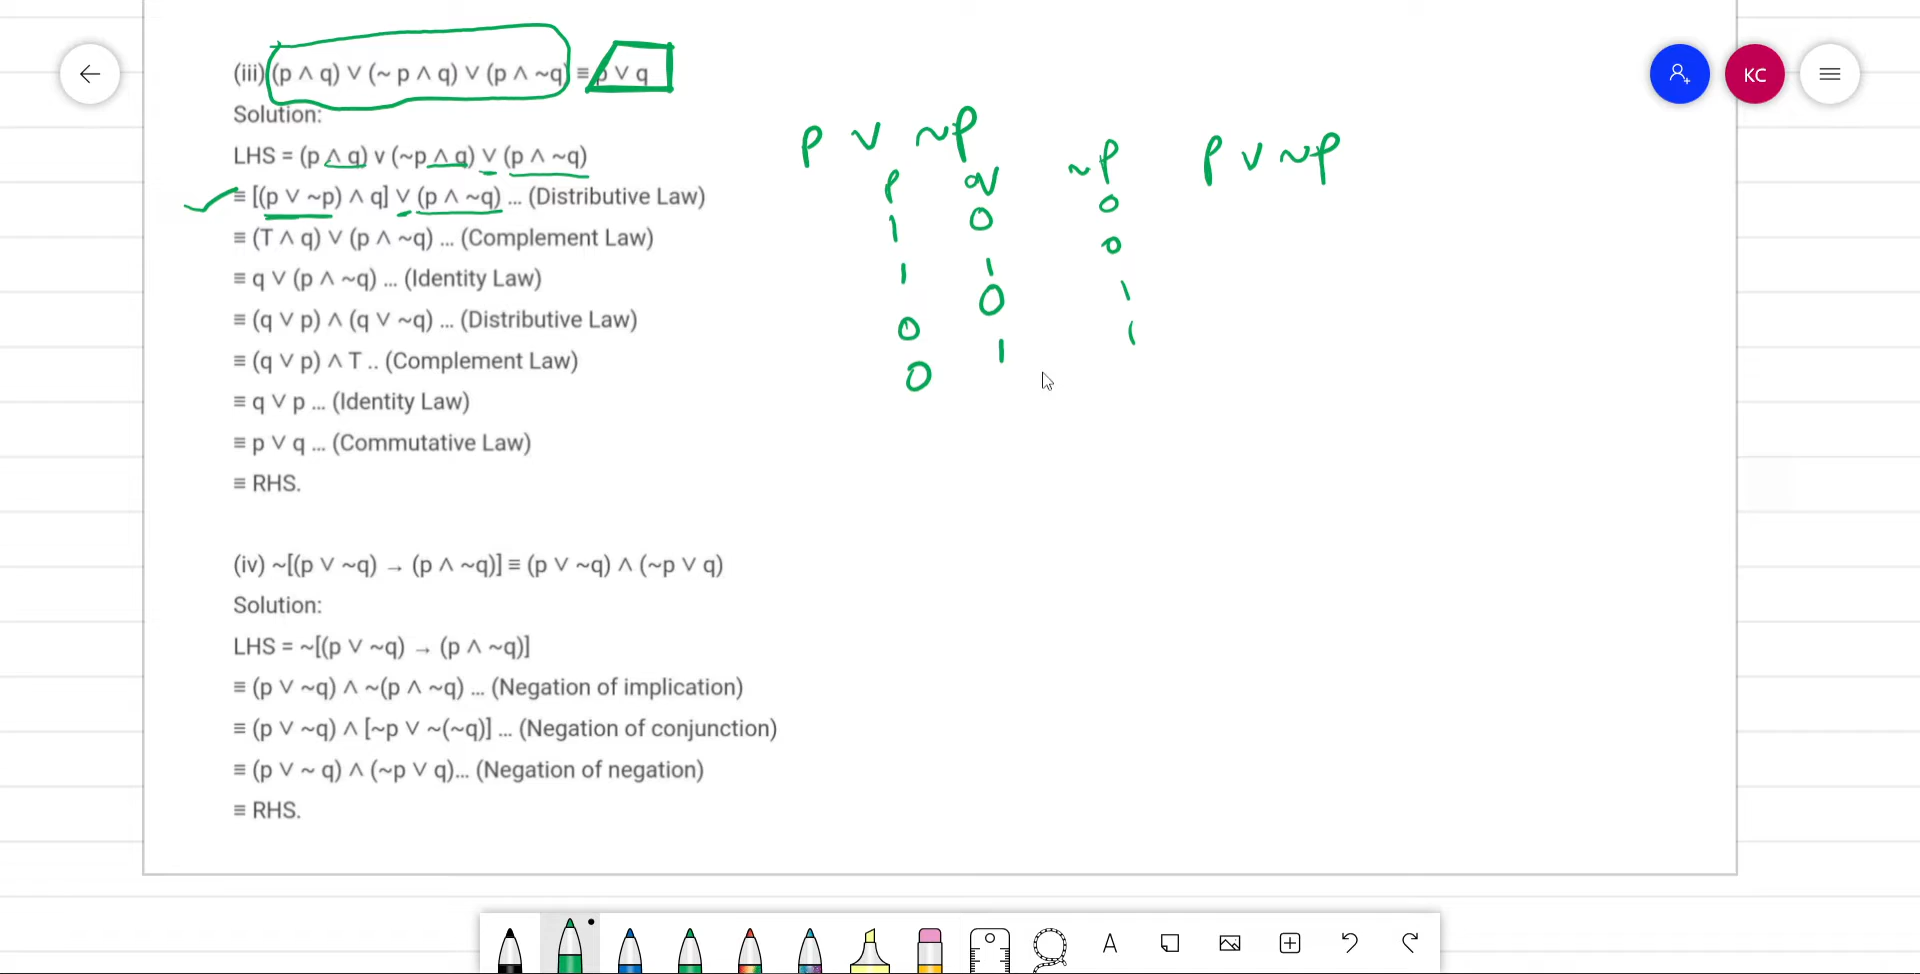 (iii) (p ∧ q) ∨ (~ p ∧ q) ∨ (p ∧ ~q) ≡ p ∨ q
Solution:
LHS = (p ∧ q) v (~p ∧ q) ∨ (p ∧ ~q)
≡ [(p ∨ ~p) ∧ q] ∨ (p ∧ ~q) … (Distributive Law)
≡ (T ∧ q) ∨ (p ∧ ~q) … (Complement Law)
≡ q ∨ (p ∧ ~q) … (Identity Law)
≡ (q ∨ p) ∧ (q ∨ ~q) … (Distributive Law)
≡ (q ∨ p) ∧ T .. (Complement Law)
≡ q ∨ p … (Identity Law)
≡ p ∨ q … (Commutative Law)
≡ RHS.
(iv) ~[(p ∨ ~q) → (p ∧ ~q)] ≡ (p ∨ ~q) ∧ (~p ∨ q)
Solution:
LHS = ~[(p ∨ ~q) → (p ∧ ~q)]
≡ (p ∨ ~q) ∧ ~(p ∧ ~q) … (Negation of implication)
≡ (p ∨ ~q) ∧ [~p ∨ ~(~q)] … (Negation of conjunction)
≡ (p ∨ ~ q) ∧ (~p ∨ q)… (Negation of negation)
≡ RHS.
p ∨ ~p
p q ~p p ∨ ~p
1 0 0
1 1 0
0 0 1
0 1 1
KC
A